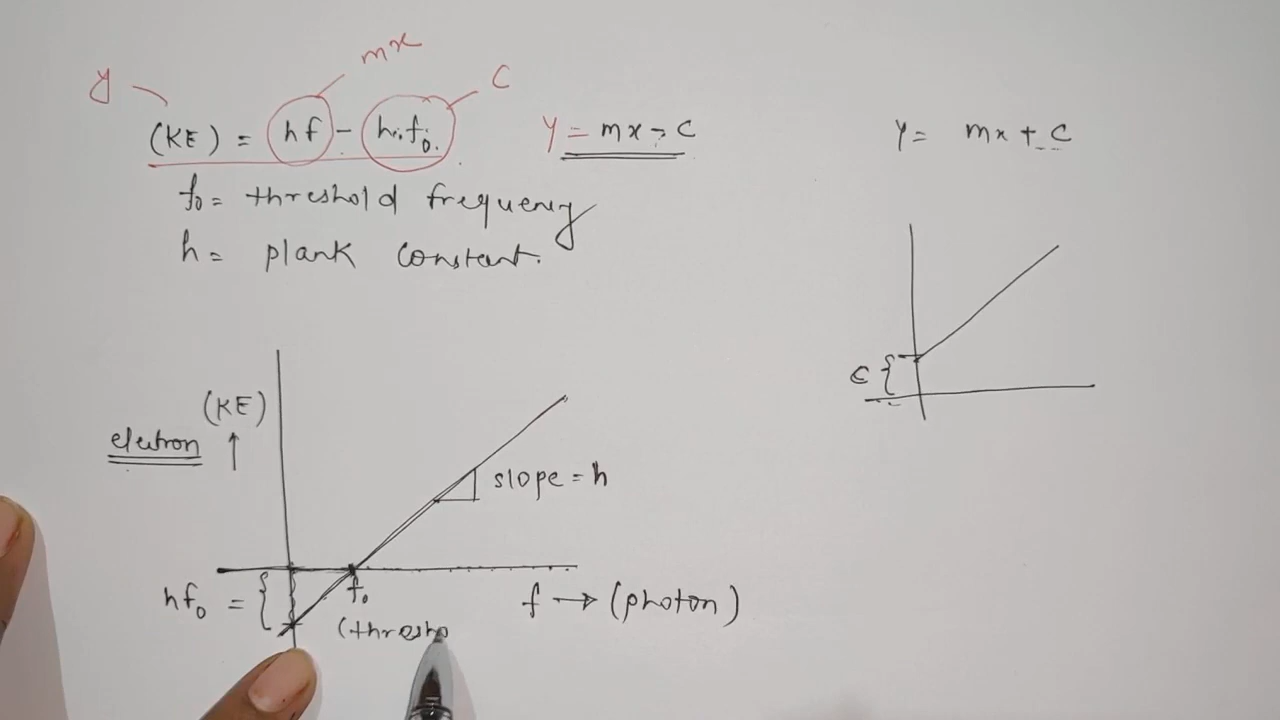 y
mx
C
(KE) = hf - h.f₀.
y = mx - c
y = mx + c
f₀ = threshold frequency
h = plank constant.
c {
(KE)
electron ↑
slope = h
hf₀ = {
f₀
f → (photon)
(thresho